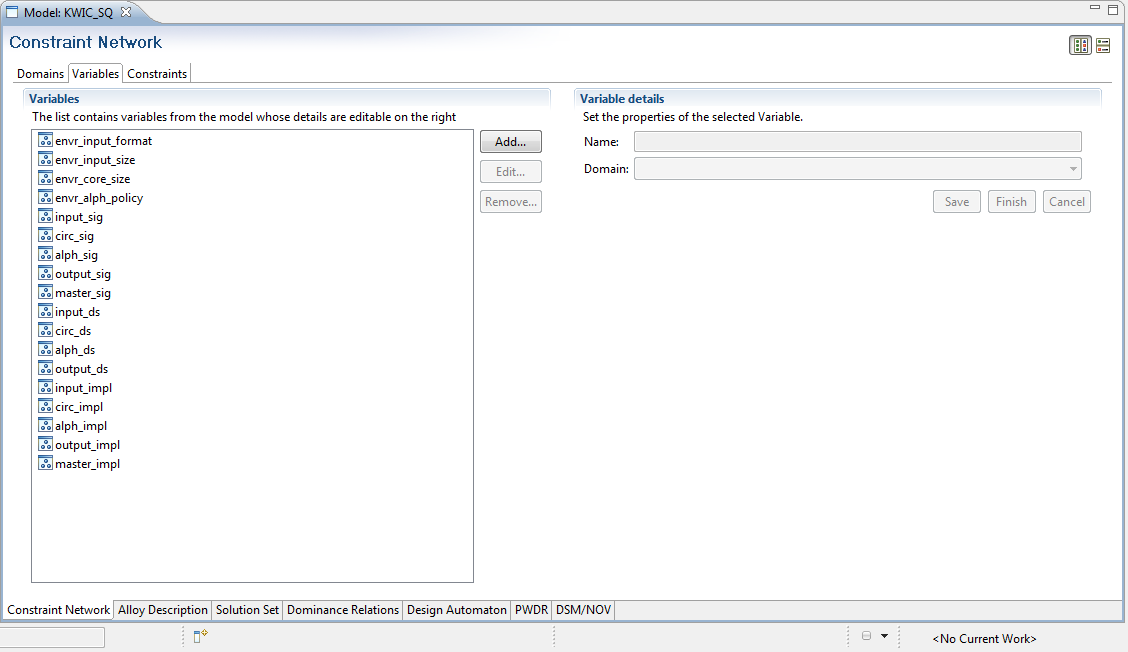 Model: KWIC_SQ
Constraint Network
Domains Variables Constraints
Variables
The list contains variables from the model whose details are editable on the right
envr_input_format
envr_input_size
envr_core_size
envr_alph_policy
input_sig
circ_sig
alph_sig
output_sig
master_sig
input_ds
circ_ds
alph_ds
output_ds
input_impl
circ_impl
alph_impl
output_impl
master_impl
Add...
Edit...
Remove...
Variable details
Set the properties of the selected Variable.
Name:
Domain:
Save Finish Cancel
Constraint Network Alloy Description Solution Set Dominance Relations Design Automaton PWDR DSM/NOV
<No Current Work>